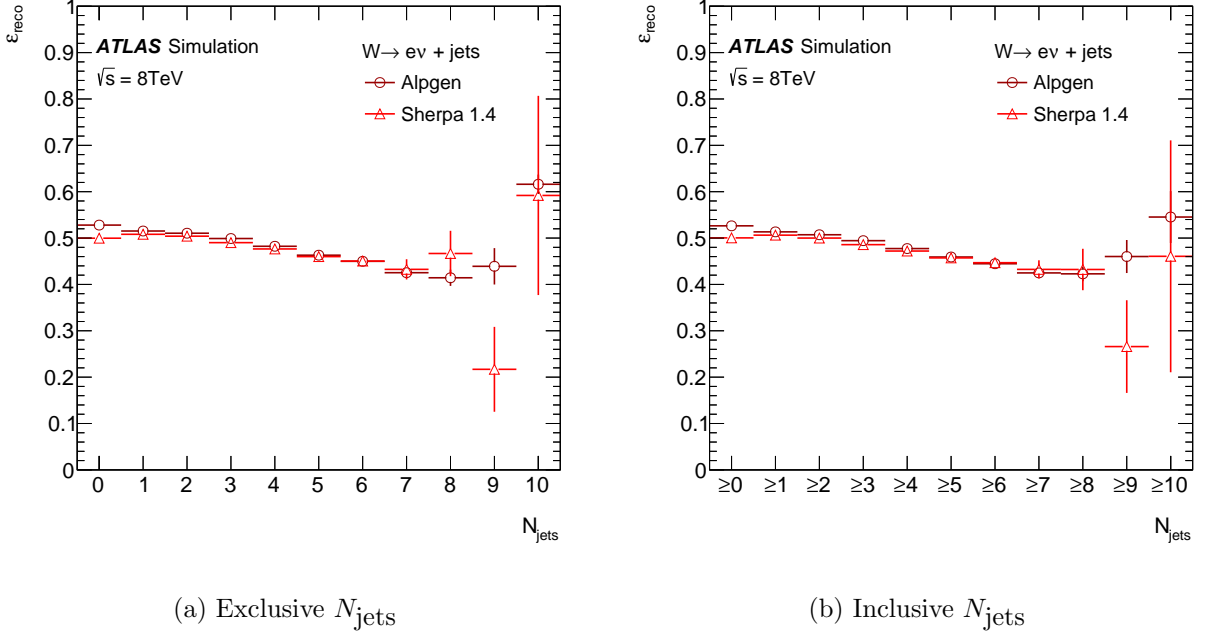 ε_reco
1
0.9
0.8
0.7
0.6
0.5
0.4
0.3
0.2
0.1
0
ATLAS Simulation
√s = 8TeV
W→ eν + jets
Alpgen
Sherpa 1.4
0 1 2 3 4 5 6 7 8 9 10
N_jets
(a) Exclusive N_jets
ε_reco
1
0.9
0.8
0.7
0.6
0.5
0.4
0.3
0.2
0.1
0
ATLAS Simulation
√s = 8TeV
W→ eν + jets
Alpgen
Sherpa 1.4
≥0 ≥1 ≥2 ≥3 ≥4 ≥5 ≥6 ≥7 ≥8 ≥9 ≥10
N_jets
(b) Inclusive N_jets